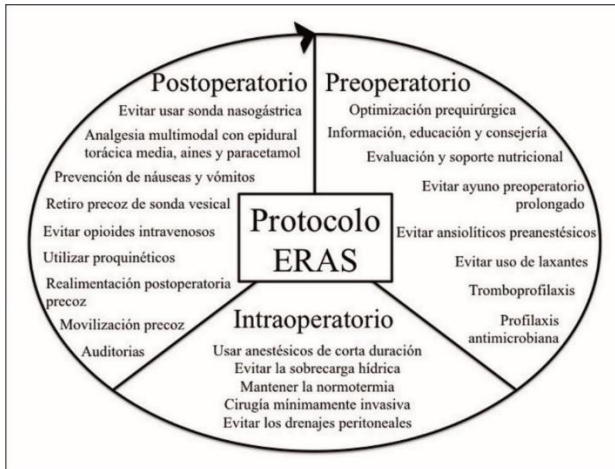 Postoperatorio
Evitar usar sonda nasogástrica
Analgesia multimodal con epidural
torácica media, aines y paracetamol
Prevención de náuseas y vómitos
Retiro precoz de sonda vesical
Evitar opioides intravenosos
Utilizar proquinéticos
Realimentación postoperatoria
precoz
Movilización precoz
Auditorias
Preoperatorio
Optimización prequirúrgica
Información, educación y consejería
Evaluación y soporte nutricional
Evitar ayuno preoperatorio
prolongado
Evitar ansiolíticos preanestésicos
Evitar uso de laxantes
Tromboprofilaxis
Profilaxis
antimicrobiana
Protocolo
ERAS
Intraoperatorio
Usar anestésicos de corta duración
Evitar la sobrecarga hídrica
Mantener la normotermia
Cirugía mínimamente invasiva
Evitar los drenajes peritoneales